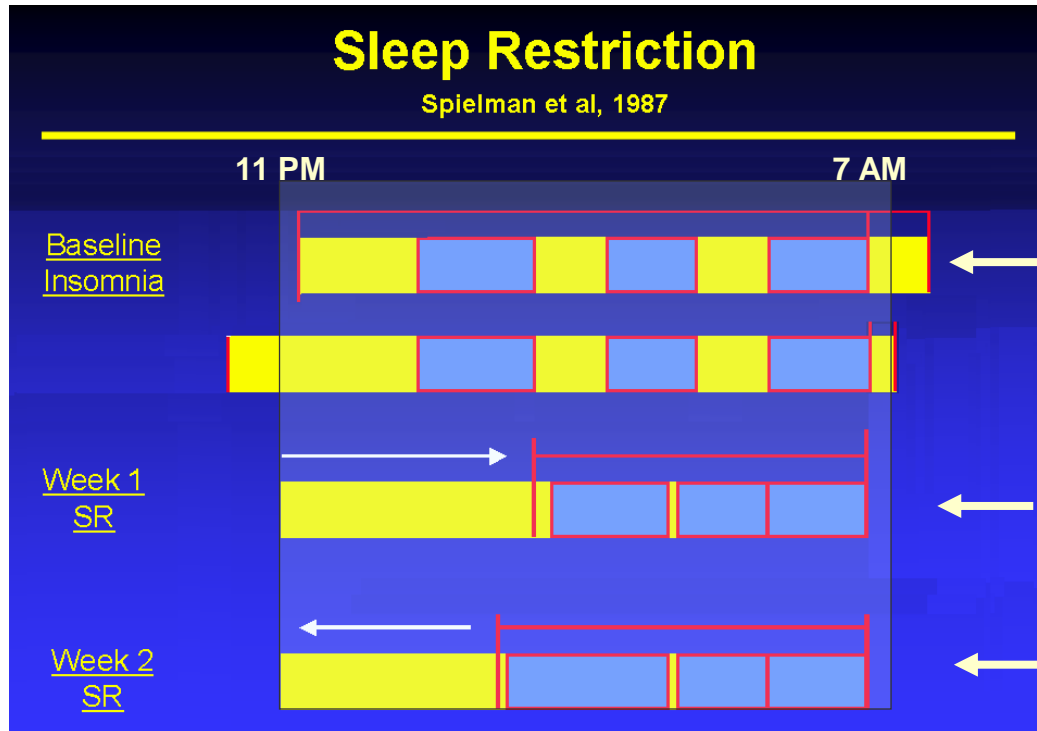 Sleep Restriction
Spielman et al, 1987
11 PM 7 AM
Baseline
Insomnia
Week 1
SR
Week 2
SR